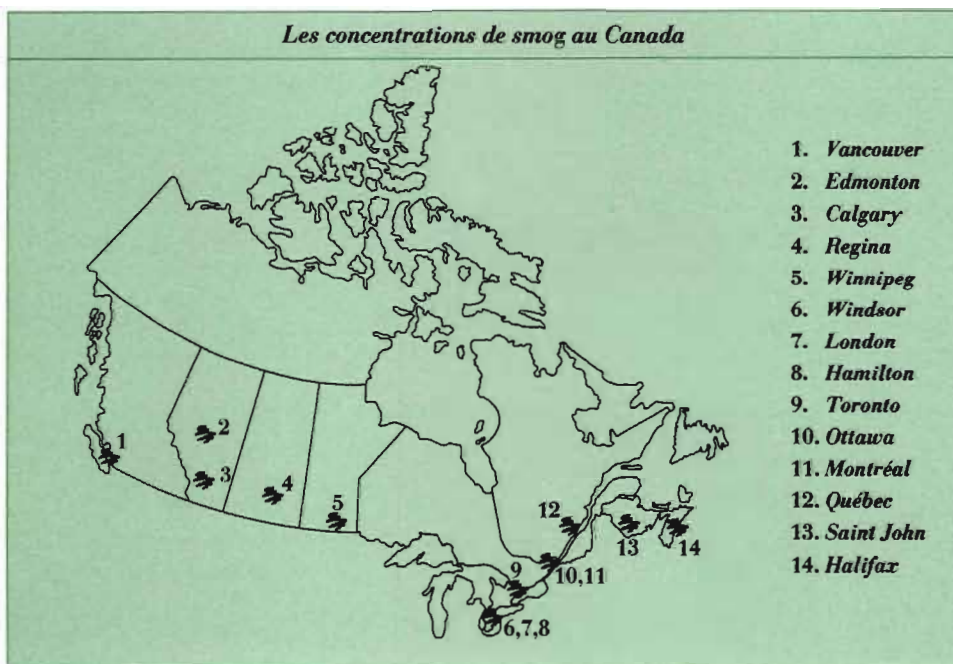 Les concentrations de smog au Canada
1. Vancouver
2. Edmonton
3. Calgary
4. Regina
5. Winnipeg
6. Windsor
7. London
8. Hamilton
9. Toronto
10. Ottawa
11. Montréal
12. Québec
13. Saint John
14. Halifax
1
2
3
4
5
12
13
14
10,11
9
6,7,8